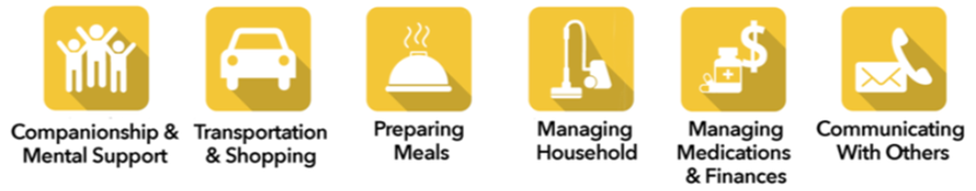 Companionship &
Mental Support
Transportation
& Shopping
Preparing
Meals
Managing
Household
Managing
Medications
& Finances
Communicating
With Others
$